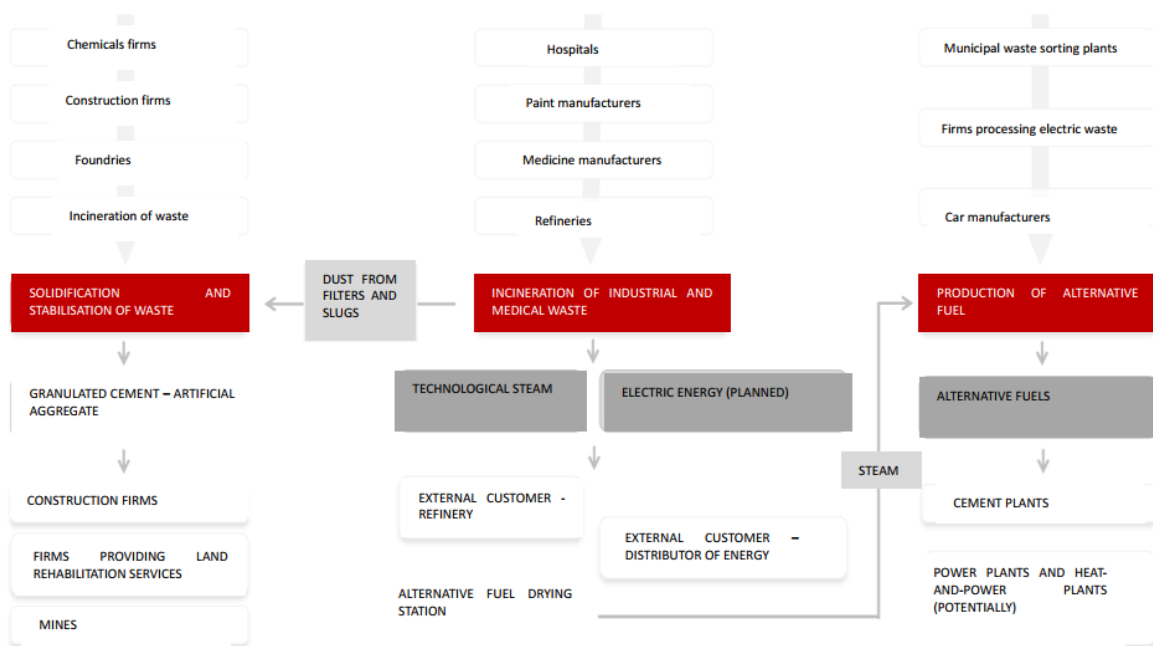 Chemicals firms
Construction firms
Foundries
Incineration of waste
SOLIDIFICATION AND
STABILISATION OF WASTE
GRANULATED CEMENT – ARTIFICIAL
AGGREGATE
CONSTRUCTION FIRMS
FIRMS PROVIDING LAND
REHABILITATION SERVICES
MINES
DUST FROM
FILTERS AND
SLUGS
Hospitals
Paint manufacturers
Medicine manufacturers
Refineries
INCINERATION OF INDUSTRIAL AND
MEDICAL WASTE
TECHNOLOGICAL STEAM
ELECTRIC ENERGY (PLANNED)
EXTERNAL CUSTOMER -
REFINERY
EXTERNAL CUSTOMER –
DISTRIBUTOR OF ENERGY
ALTERNATIVE FUEL DRYING
STATION
STEAM
Municipal waste sorting plants
Firms processing electric waste
Car manufacturers
PRODUCTION OF ALTERNATIVE
FUEL
ALTERNATIVE FUELS
CEMENT PLANTS
POWER PLANTS AND HEAT-
AND-POWER PLANTS
(POTENTIALLY)